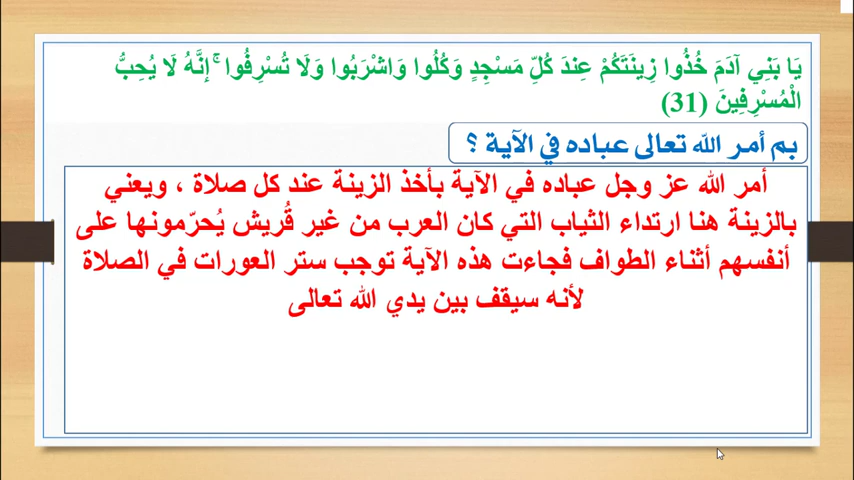 يَا بَنِي آدَمَ خُذُوا زِينَتَكُمْ عِندَ كُلِّ مَسْجِدٍ وَكُلُوا وَاشْرَبُوا وَلَا تُسْرِفُوا ۚ إِنَّهُ لَا يُحِبُّ
الْمُسْرِفِينَ (31)
بم أمر الله تعالى عباده في الآية ؟
أمر الله عز وجل عباده في الآية بأخذ الزينة عند كل صلاة ، ويعني
بالزينة هنا ارتداء الثياب التي كان العرب من غير قُريش يُحرّمونها على
أنفسهم أثناء الطواف فجاءت هذه الآية توجب ستر العورات في الصلاة
لأنه سيقف بين يدي الله تعالى